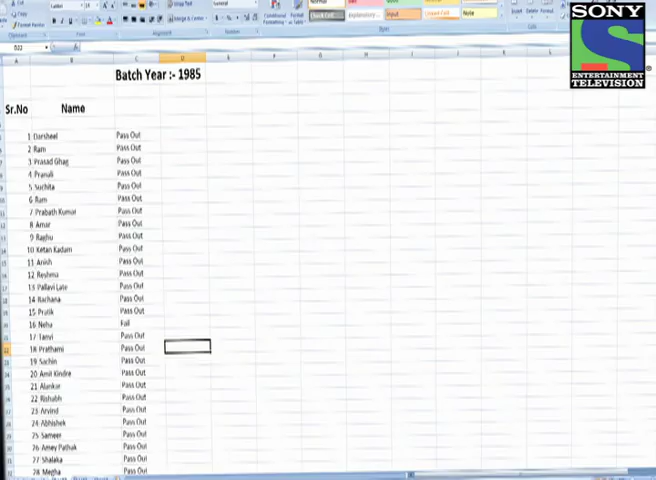 SONY
ENTERTAINMENT
TELEVISION
Batch Year :- 1985
Sr.No Name
1 Darsheel Pass Out
2 Ram Pass Out
3 Prasad Ghag Pass Out
4 Pranali Pass Out
5 Suchita Pass Out
6 Ram Pass Out
7 Prabath Kumar Pass Out
8 Amar Pass Out
9 Raghu Pass Out
10 Ketan Kadam Pass Out
11 Anish Pass Out
12 Reshma Pass Out
13 Pallavi Late Pass Out
14 Rachana Pass Out
15 Pratik Pass Out
16 Neha Fail
17 Tanvi Pass Out
18 Prathami Pass Out
19 Sachin Pass Out
20 Amit Kindre Pass Out
21 Alankar Pass Out
22 Rishabh Pass Out
23 Arvind Pass Out
24 Abhishek Pass Out
25 Sameer Pass Out
26 Amey Pathak Pass Out
27 Shalaka Pass Out
28 Megha Pass Out